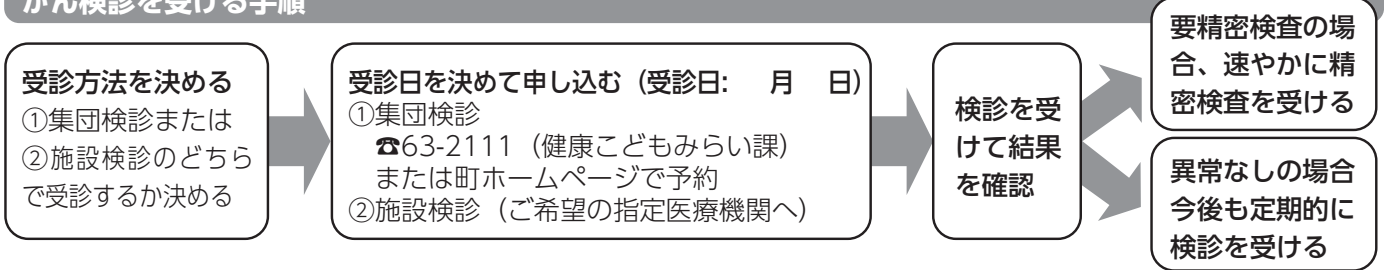 がん検診を受ける手順
受診方法を決める
①集団検診または
②施設検診のどちら
で受診するか決める
受診日を決めて申し込む（受診日:　月　日）
①集団検診
☎63-2111（健康こどもみらい課）
または町ホームページで予約
②施設検診（ご希望の指定医療機関へ）
検診を受
けて結果
を確認
要精密検査の場
合、速やかに精
密検査を受ける
異常なしの場合
今後も定期的に
検診を受ける